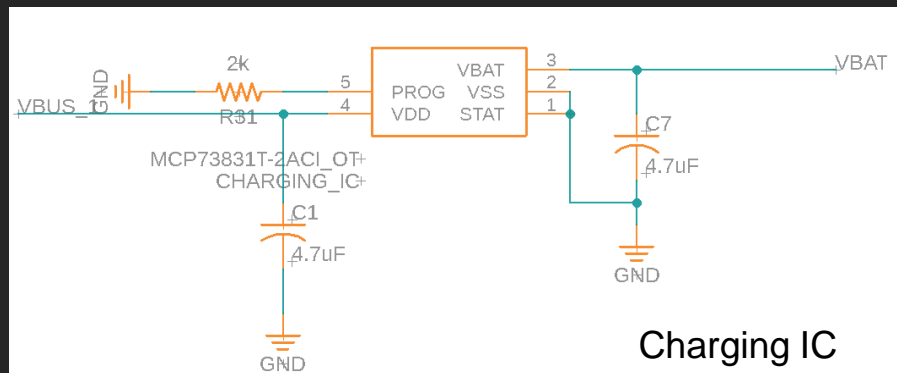 2k
GND
VBUS_1
R31
5
4
PROG
VDD
VBAT
VSS
STAT
3
2
1
VBAT
MCP73831T-2ACI_OT
CHARGING_IC
C1
4.7uF
GND
C7
4.7uF
GND
Charging IC